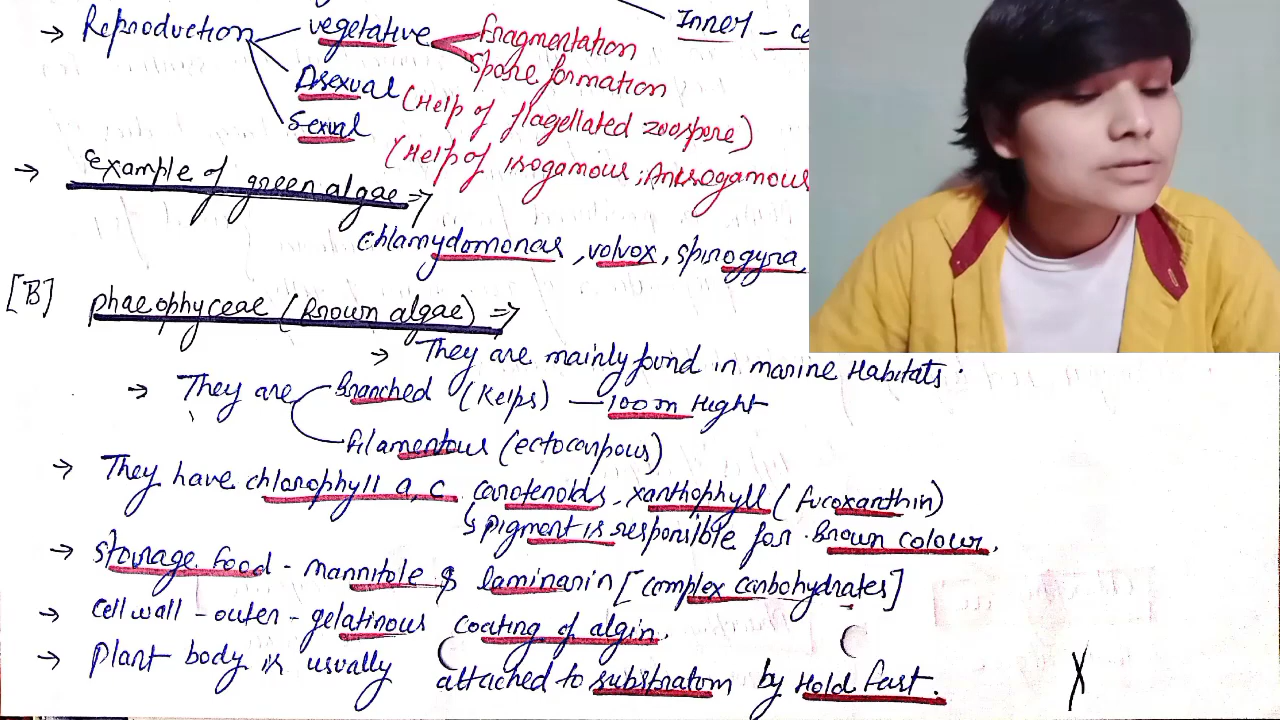 → Reproduction vegetative Fragmentation
Inner - ce
Spore formation
Asexual (Help of flagellated zoospore)
Sexual
(Help of isogamous, Anisogamous
→ Example of green algae ⇒
Chlamydomonas, volvox, spirogyra,
[B] phaeophyceae (Brown algae) ⇒
→ They are mainly found in marine Habitats.
→ They are Branched (Kelps) — 100m Hight
filamentous (ectocarpous)
→ They have chlorophyll a, c, carotenoids, xanthophyll (fucoxanthin)
↳ pigment is responsible for Brown colour.
→ Storage food - mannitole & laminarin [complex carbohydrates]
→ cell wall - outer - gelatinous coating of algin.
→ plant body is usually attached to substratom by Hold fast.